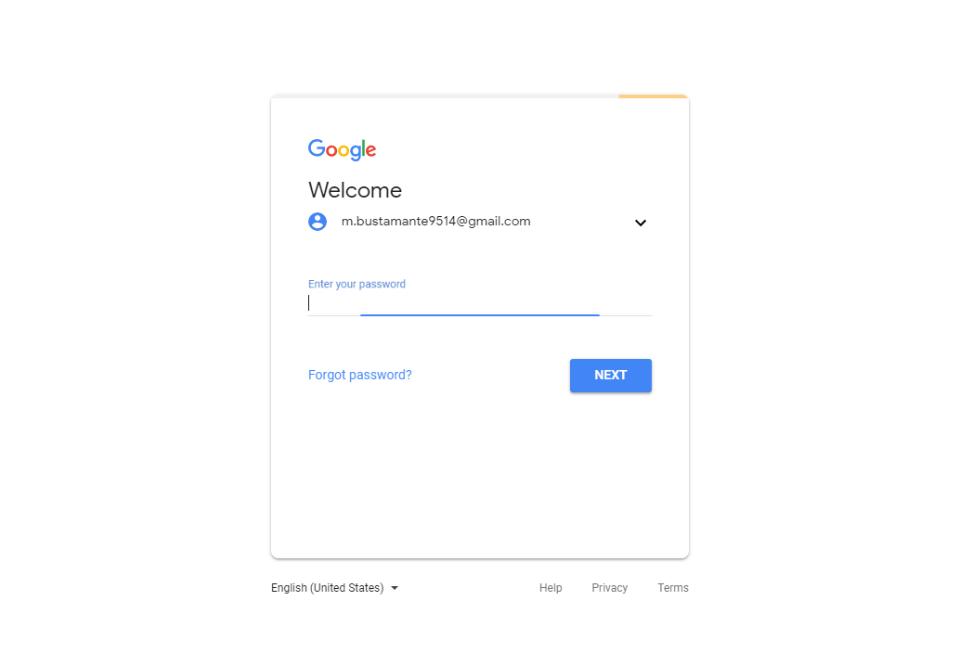 Google
Welcome
m.bustamante9514@gmail.com
Enter your password
Forgot password?
NEXT
English (United States)
Help Privacy Terms